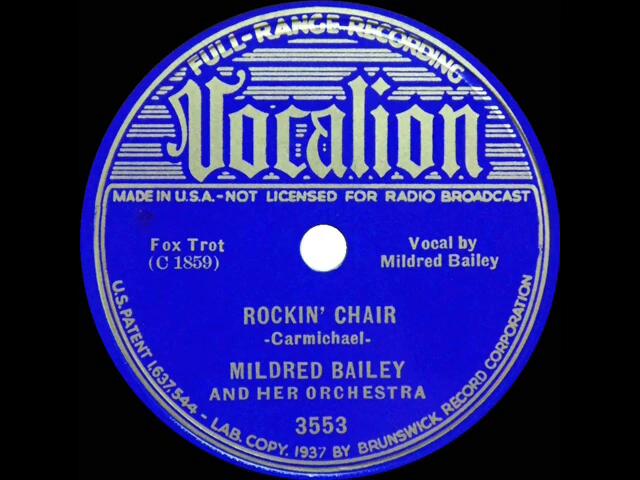 FULL-RANGE RECORDING
Vocalion
MADE IN U.S.A.-NOT LICENSED FOR RADIO BROADCAST
Fox Trot
(C 1859)
Vocal by
Mildred Bailey
ROCKIN' CHAIR
-Carmichael-
MILDRED BAILEY
AND HER ORCHESTRA
3553
U.S. PATENT 1,637,544 - LAB. COPY. 1937 BY BRUNSWICK RECORD CORPORATION